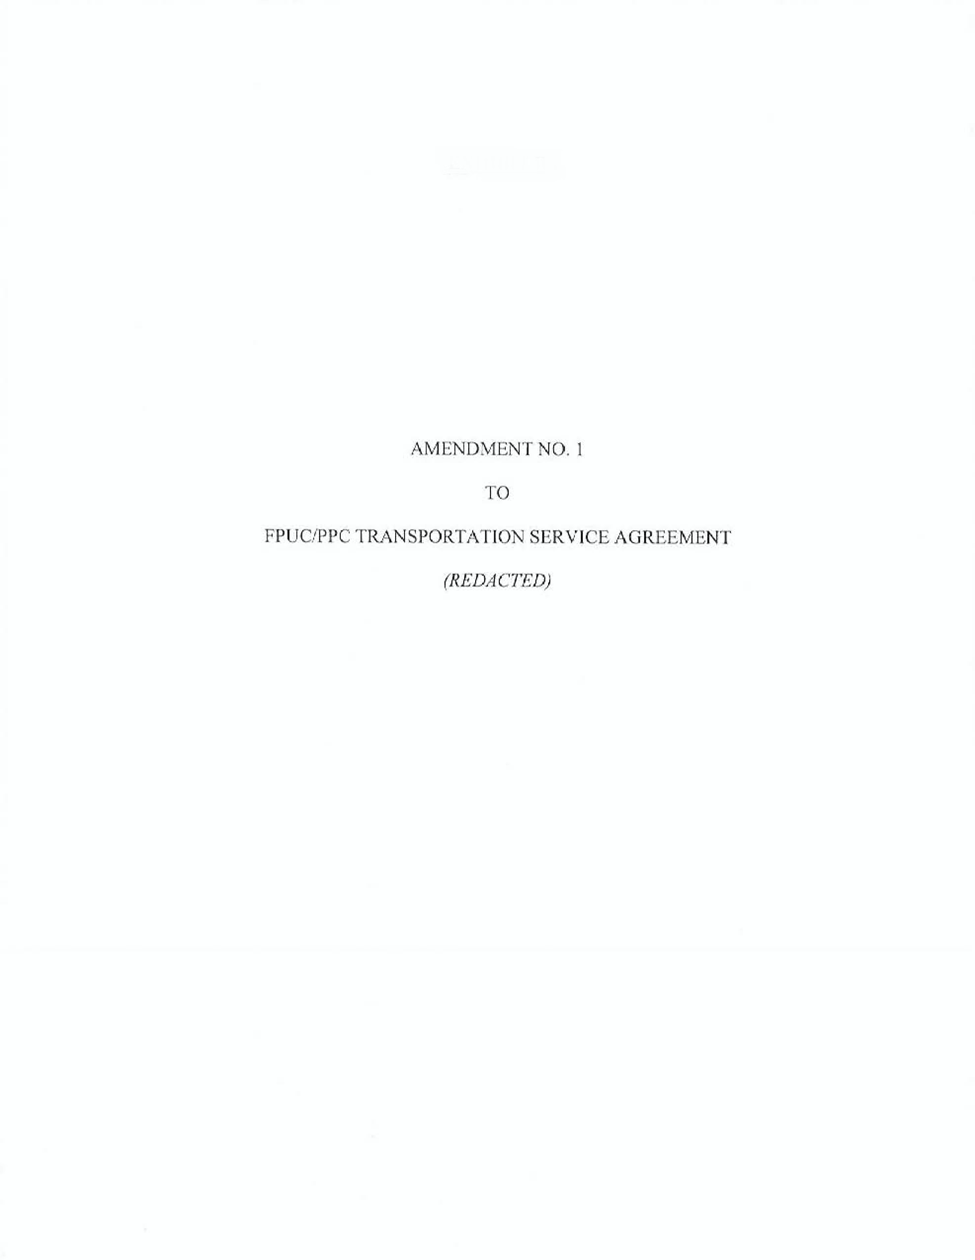 AMENDMENT NO. 1
TO
FPUC/PPC TRANSPORTATION SERVICE AGREEMENT
(REDACTED)